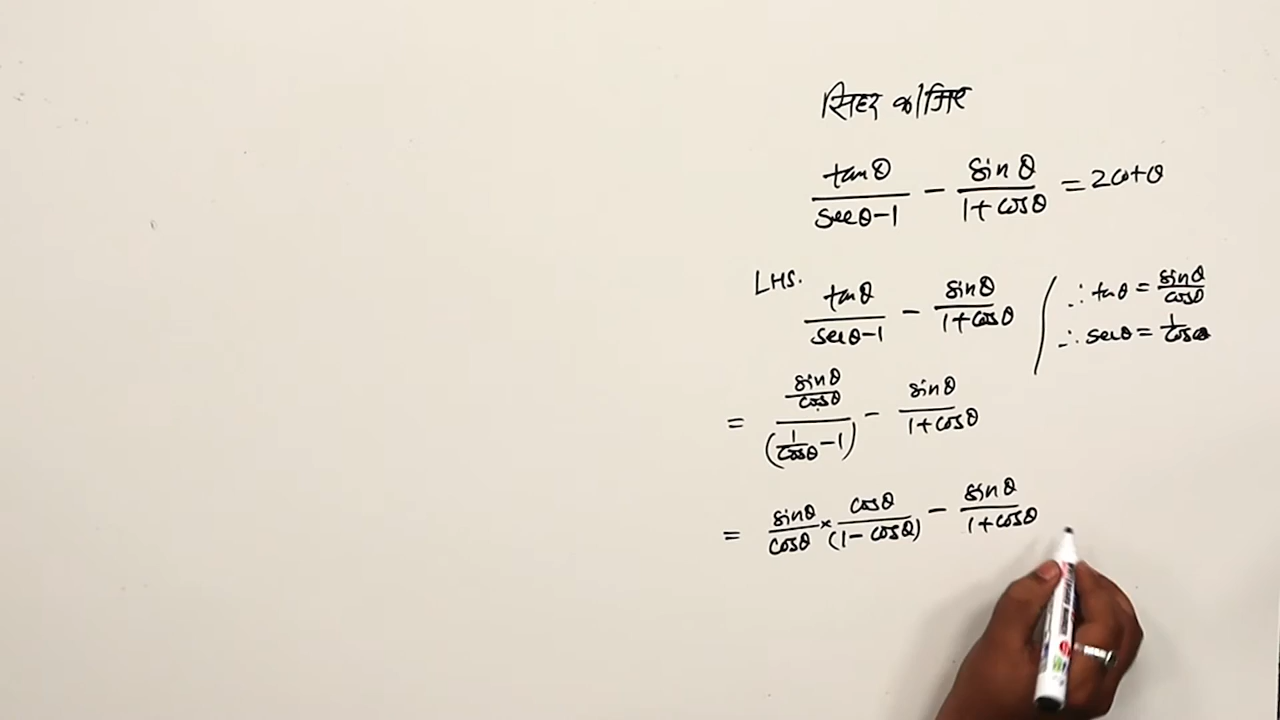 सिद्ध कीजिए
tanθ/(secθ-1) - sinθ/(1+cosθ) = 2cotθ
LHS. tanθ/(secθ-1) - sinθ/(1+cosθ)
∴ tanθ = sinθ/cosθ
∴ secθ = 1/cosθ
= (sinθ/cosθ)/(1/cosθ - 1) - sinθ/(1+cosθ)
= sinθ/cosθ × cosθ/(1-cosθ) - sinθ/(1+cosθ)